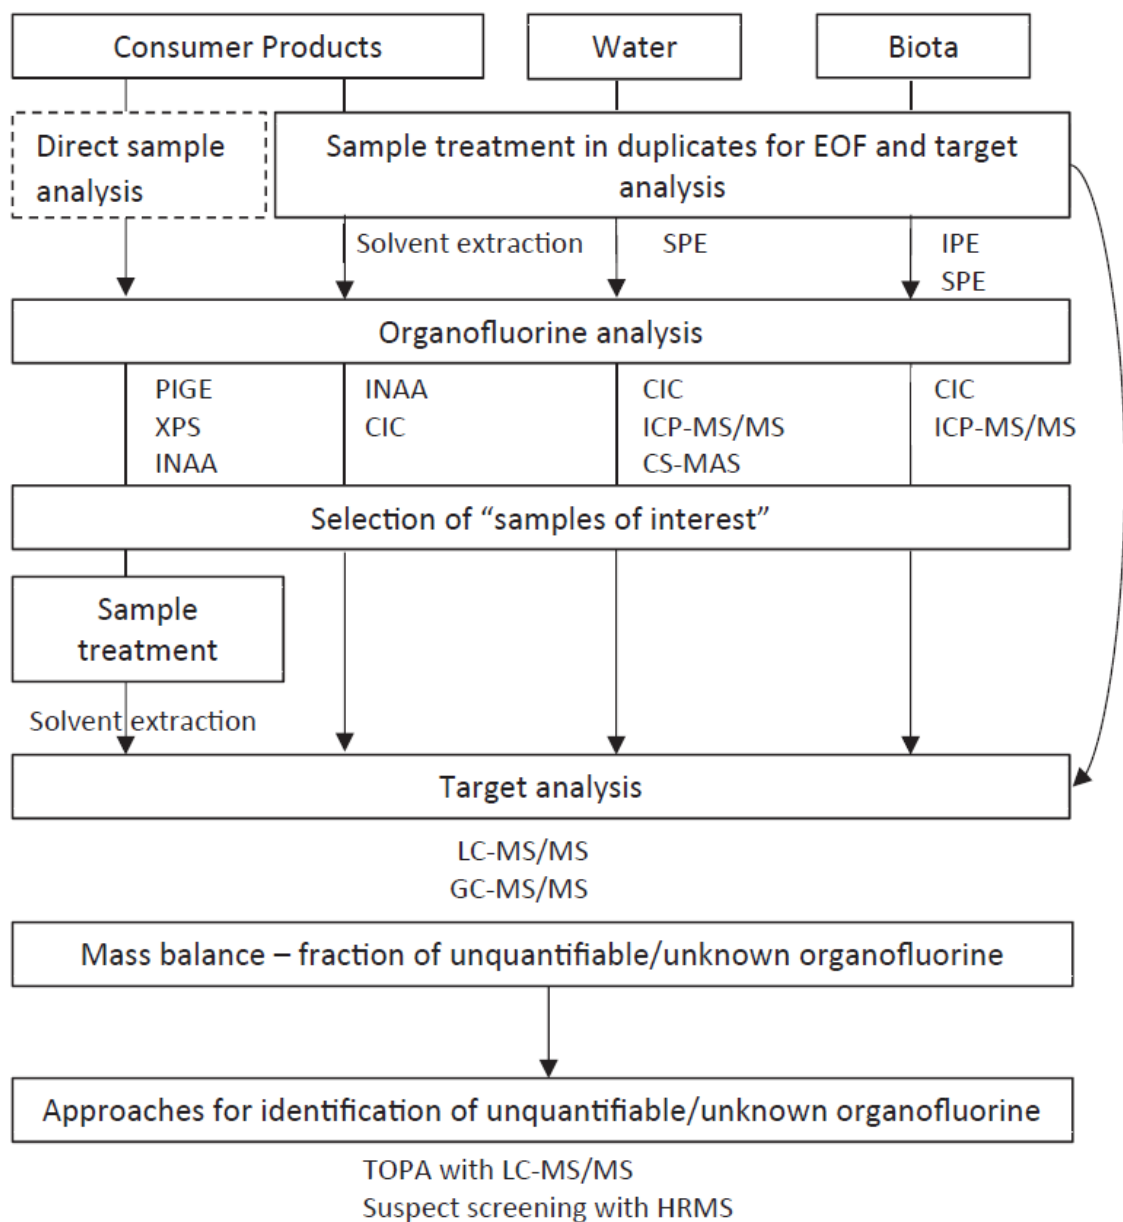 Consumer Products
Water
Biota
Direct sample
analysis
Sample treatment in duplicates for EOF and target
analysis
Solvent extraction
SPE
IPE
SPE
Organofluorine analysis
PIGE
XPS
INAA
INAA
CIC
CIC
ICP-MS/MS
CS-MAS
CIC
ICP-MS/MS
Selection of “samples of interest”
Sample
treatment
Solvent extraction
Target analysis
LC-MS/MS
GC-MS/MS
Mass balance – fraction of unquantifiable/unknown organofluorine
Approaches for identification of unquantifiable/unknown organofluorine
TOPA with LC-MS/MS
Suspect screening with HRMS